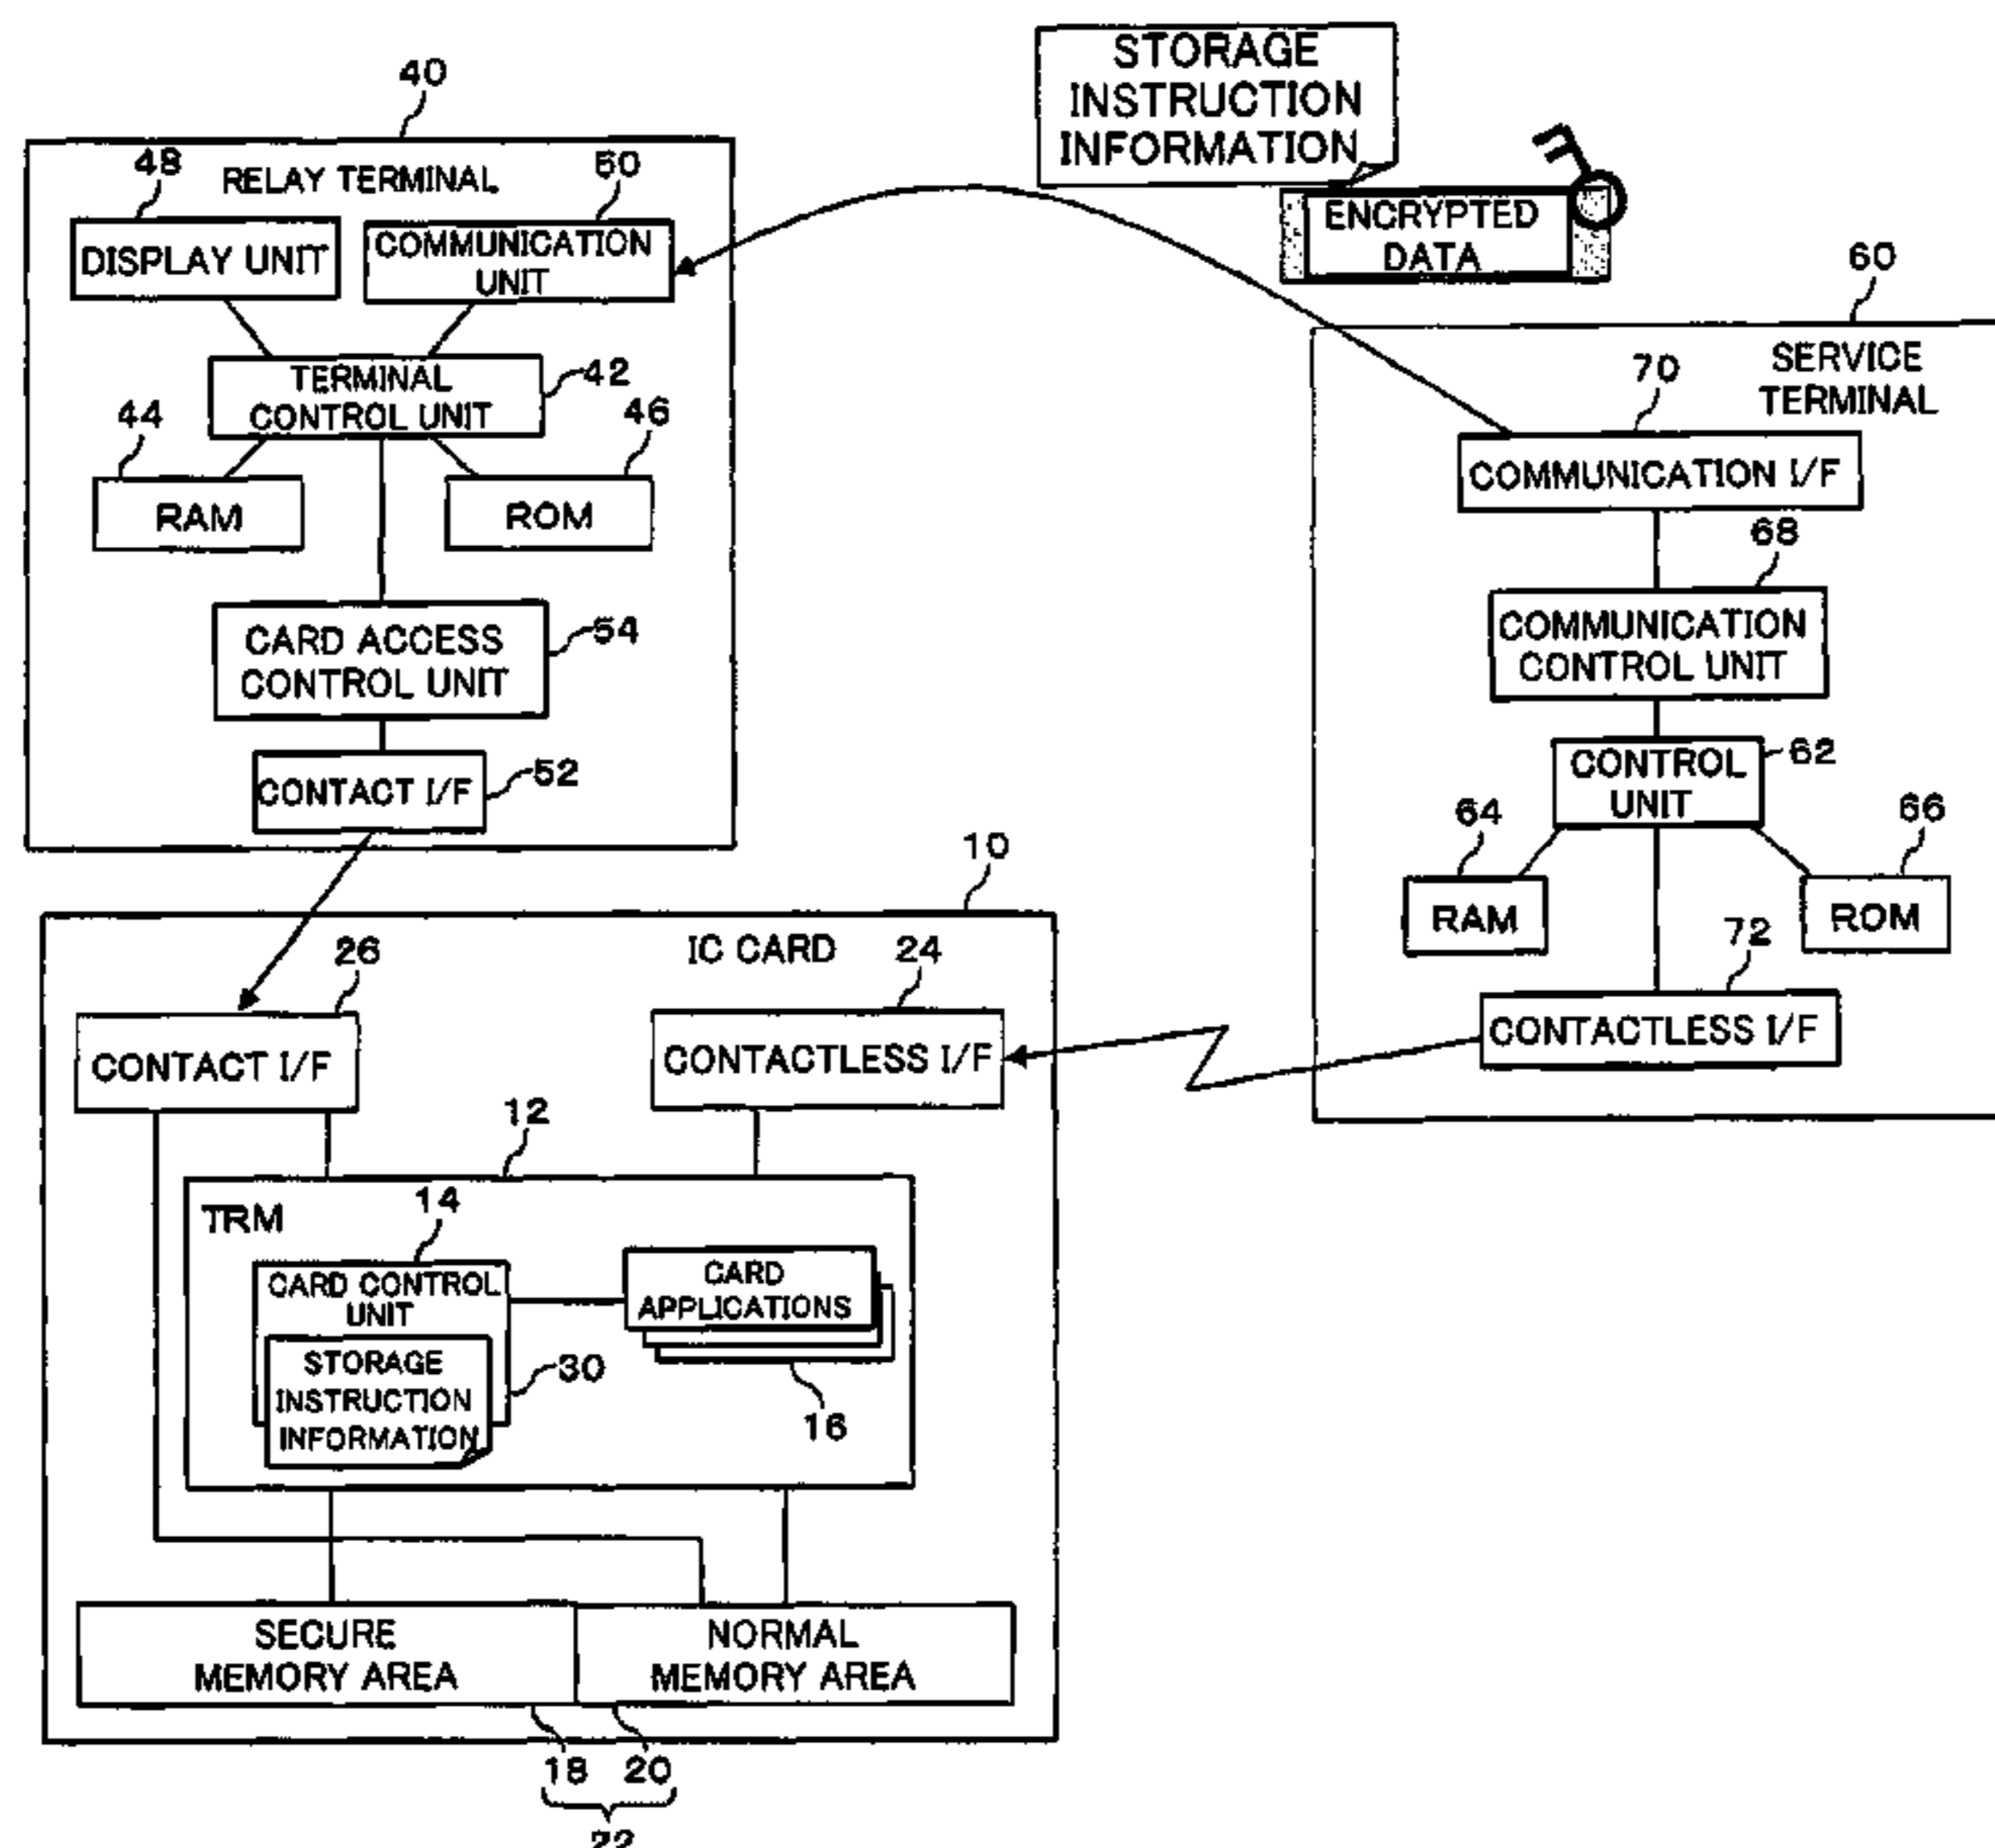 STORAGE
INSTRUCTION
INFORMATION
ENCRYPTED
DATA
40
RELAY TERMINAL
48
50
DISPLAY UNIT
COMMUNICATION
UNIT
TERMINAL
CONTROL UNIT
42
44
46
RAM
ROM
CARD ACCESS
CONTROL UNIT
54
CONTACT I/F
52
60
SERVICE
TERMINAL
70
COMMUNICATION I/F
68
COMMUNICATION
CONTROL UNIT
CONTROL
UNIT
62
64
66
RAM
ROM
72
CONTACTLESS I/F
10
IC CARD
26
24
CONTACT I/F
CONTACTLESS I/F
12
TRM
14
CARD CONTROL
UNIT
STORAGE
INSTRUCTION
INFORMATION
30
CARD
APPLICATIONS
16
SECURE
MEMORY AREA
NORMAL
MEMORY AREA
18
20
22